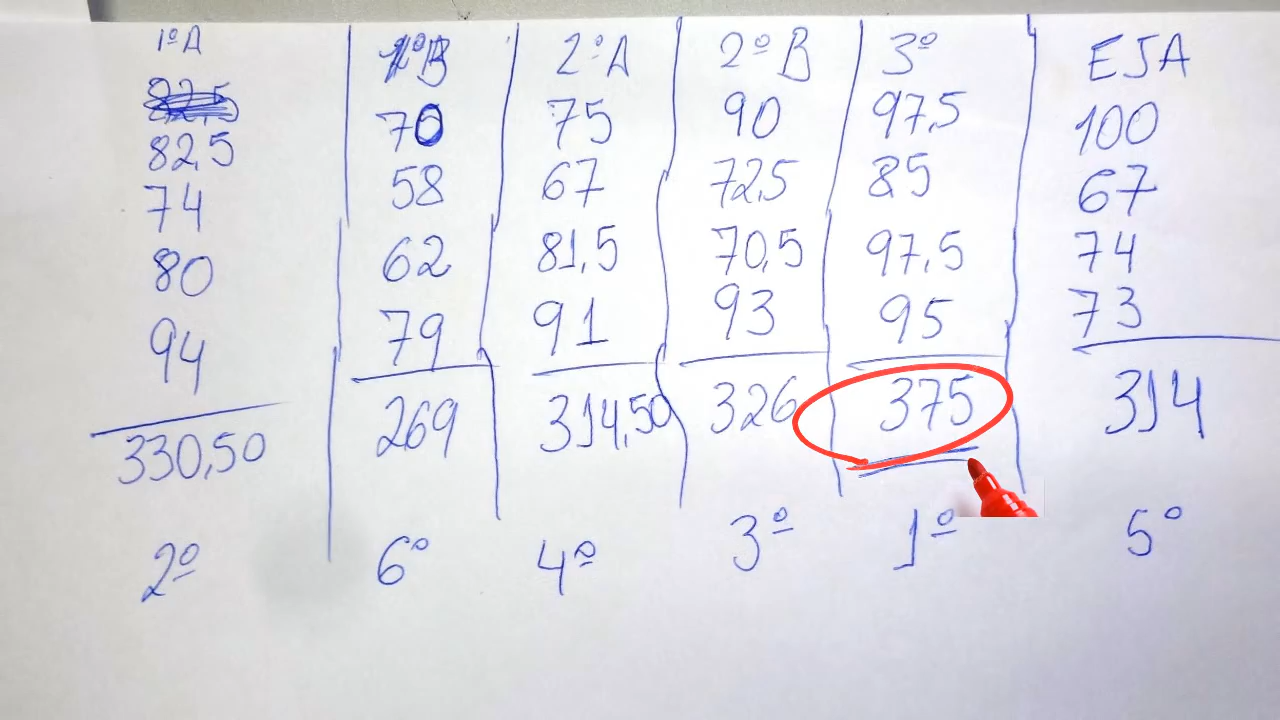 1º A 1º B 2º A 2º B 3º EJA
82,5 70 75 90 97,5 100
74 58 67 72,5 85 67
80 62 81,5 70,5 97,5 74
94 79 91 93 95 73
330,50 269 314,50 326 375 314
2º 6º 4º 3º 1º 5º